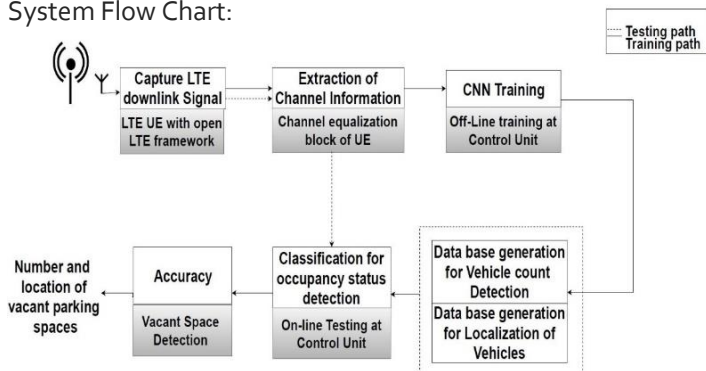 System Flow Chart:
Testing path
Training path
Capture LTE
downlink Signal
LTE UE with open
LTE framework
Extraction of
Channel Information
Channel equalization
block of UE
CNN Training
Off-Line training at
Control Unit
Number and
location of
vacant parking
spaces
Accuracy
Vacant Space
Detection
Classification for
occupancy status
detection
On-line Testing at
Control Unit
Data base generation
for Vehicle count
Detection
Data base generation
for Localization of
Vehicles